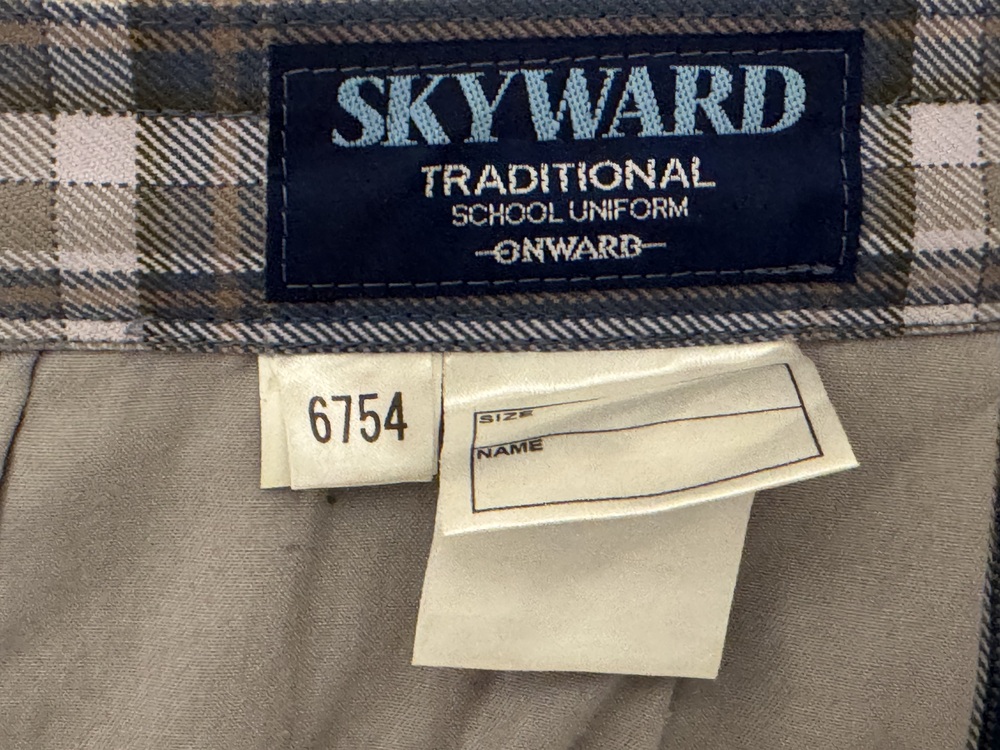 SKYWARD
TRADITIONAL
SCHOOL UNIFORM
ONWARD
6754
SIZE
NAME